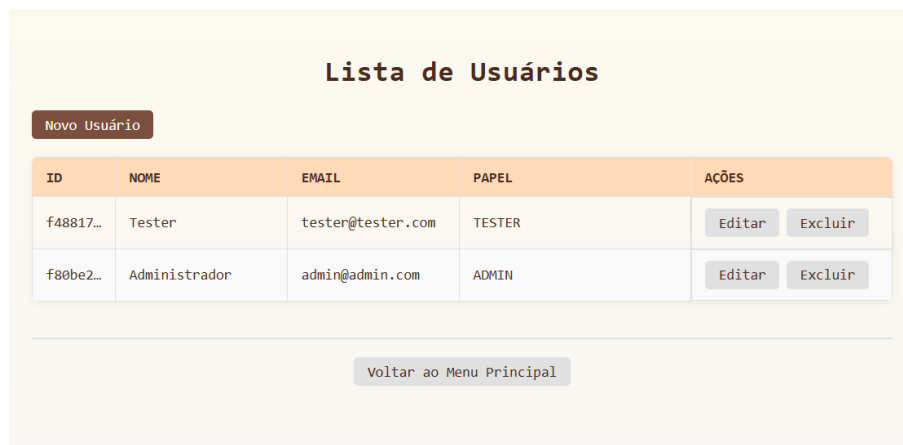 Lista de Usuários
Novo Usuário
ID NOME EMAIL PAPEL AÇÕES
f48817… Tester tester@tester.com TESTER Editar Excluir
f80be2… Administrador admin@admin.com ADMIN Editar Excluir
Voltar ao Menu Principal